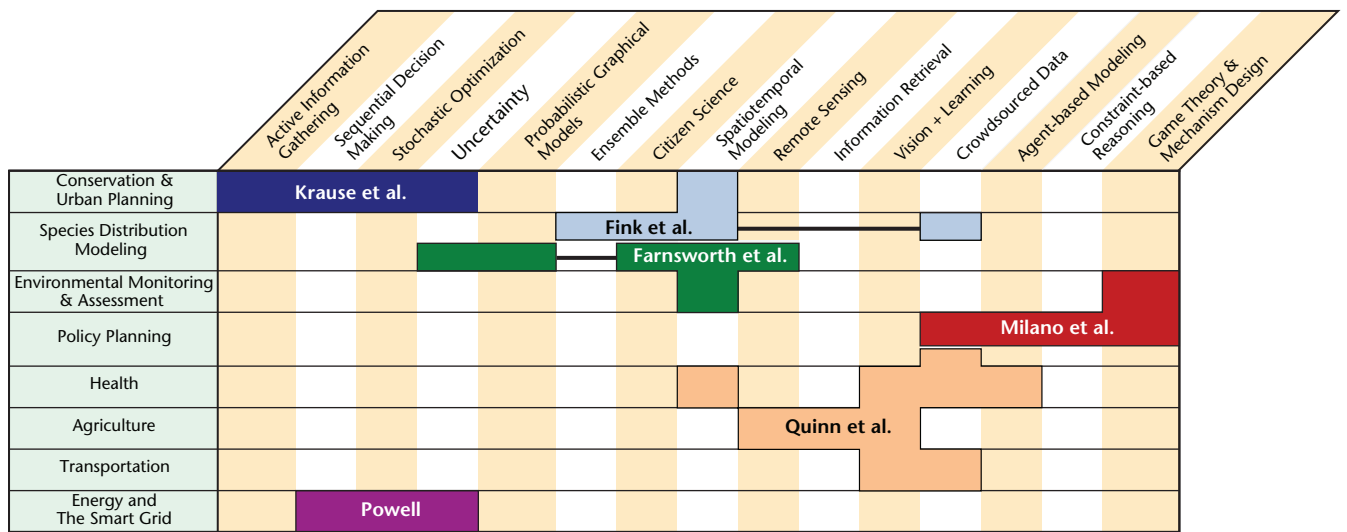 Active Information
Gathering
Sequential Decision
Making
Stochastic Optimization
Uncertainty
Probabilistic Graphical
Models
Ensemble Methods
Citizen Science
Spatiotemporal
Modeling
Remote Sensing
Information Retrieval
Vision + Learning
Crowdsourced Data
Agent-based Modeling
Constraint-based
Reasoning
Game Theory &
Mechanism Design
Conservation &
Urban Planning
Krause et al.
Species Distribution
Modeling
Fink et al.
Farnsworth et al.
Environmental Monitoring
& Assessment
Policy Planning
Milano et al.
Health
Agriculture
Quinn et al.
Transportation
Energy and
The Smart Grid
Powell